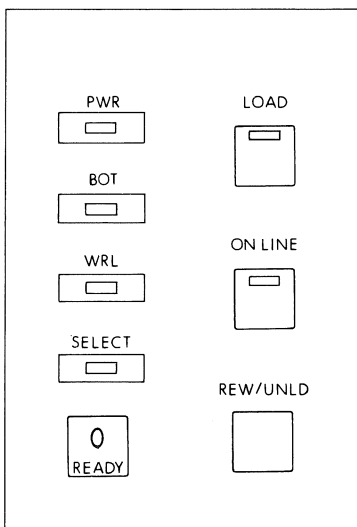 PWR
LOAD
BOT
WRL
ON LINE
SELECT
REW/UNLD
0
READY